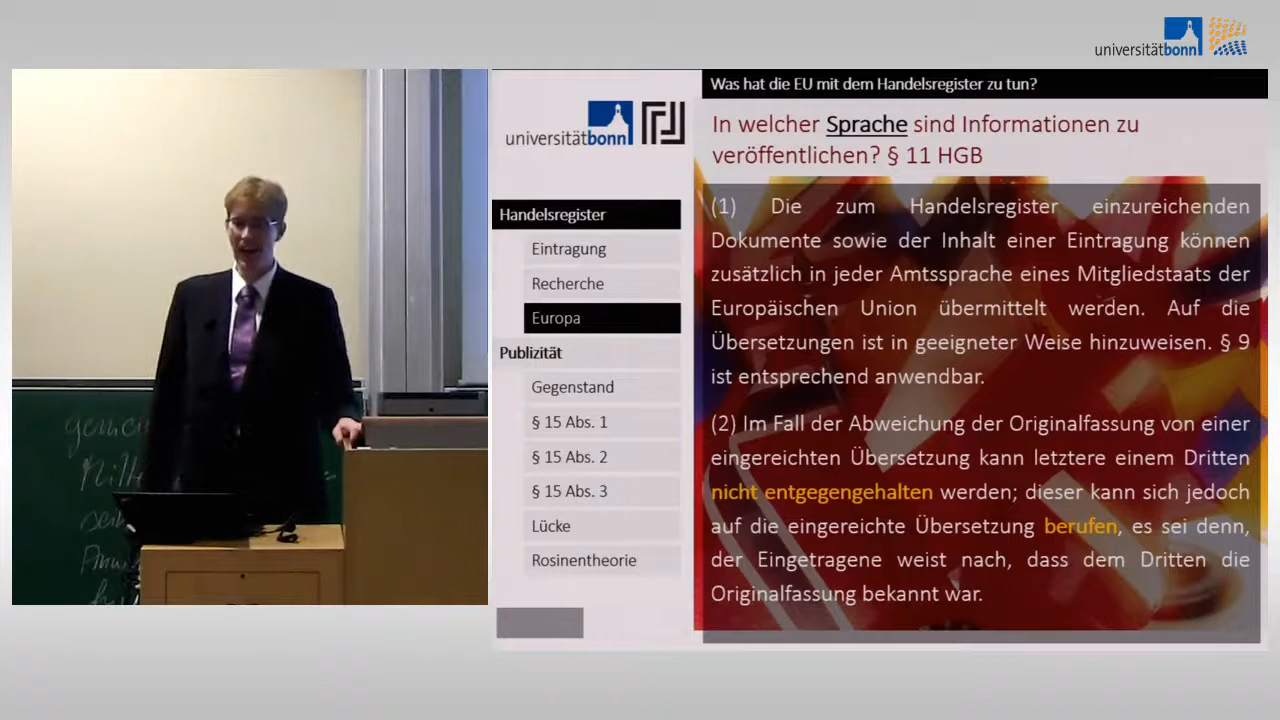 universitätbonn
Was hat die EU mit dem Handelsregister zu tun?
universitätbonn
In welcher Sprache sind Informationen zu
veröffentlichen? § 11 HGB
Handelsregister
Eintragung
Recherche
Europa
Publizität
Gegenstand
§ 15 Abs. 1
§ 15 Abs. 2
§ 15 Abs. 3
Lücke
Rosinentheorie
(1) Die zum Handelsregister einzureichenden
Dokumente sowie der Inhalt einer Eintragung können
zusätzlich in jeder Amtssprache eines Mitgliedstaats der
Europäischen Union übermittelt werden. Auf die
Übersetzungen ist in geeigneter Weise hinzuweisen. § 9
ist entsprechend anwendbar.
(2) Im Fall der Abweichung der Originalfassung von einer
eingereichten Übersetzung kann letztere einem Dritten
nicht entgegengehalten werden; dieser kann sich jedoch
auf die eingereichte Übersetzung berufen, es sei denn,
der Eingetragene weist nach, dass dem Dritten die
Originalfassung bekannt war.